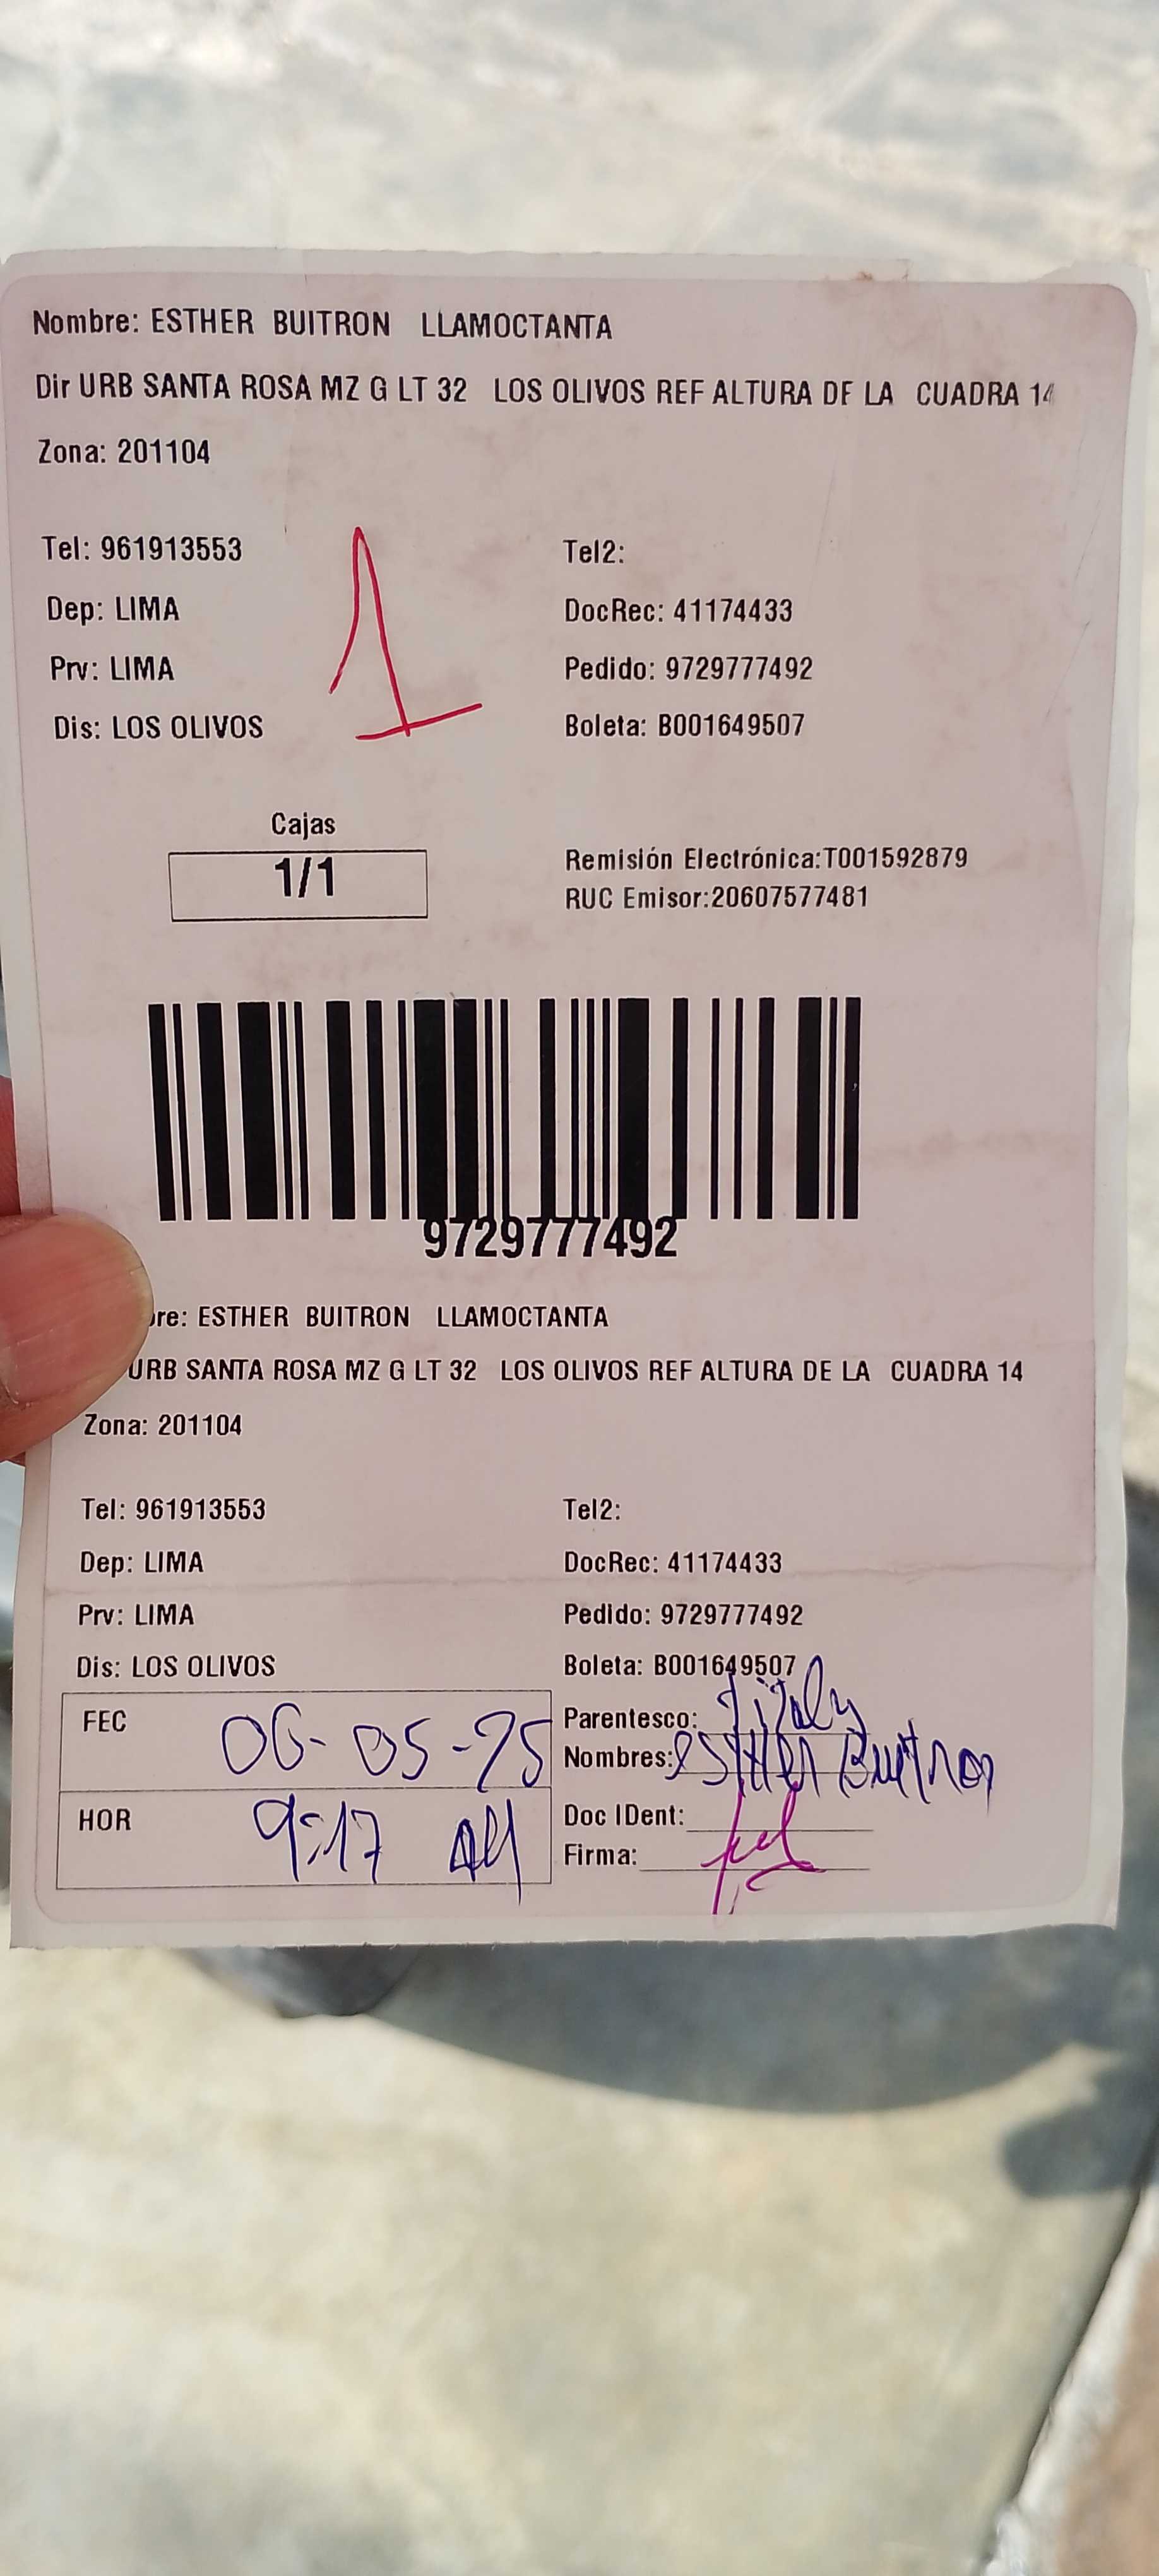 Nombre: ESTHER BUITRON LLAMOCTANTA
Dir URB SANTA ROSA MZ G LT 32 LOS OLIVOS REF ALTURA DE LA CUADRA 14
Zona: 201104
Tel: 961913553 Tel2:
Dep: LIMA DocRec: 41174433
Prv: LIMA Pedido: 9729777492
Dis: LOS OLIVOS Boleta: B001649507
1
Cajas
1/1
Remisión Electrónica:T001592879
RUC Emisor:20607577481
9729777492
re: ESTHER BUITRON LLAMOCTANTA
URB SANTA ROSA MZ G LT 32 LOS OLIVOS REF ALTURA DE LA CUADRA 14
Zona: 201104
Tel: 961913553 Tel2:
Dep: LIMA DocRec: 41174433
Prv: LIMA Pedido: 9729777492
Dis: LOS OLIVOS Boleta: B001649507
FEC 06-05-25 Parentesco:
Nombres: esther Buitron
HOR 9:17 AM Doc IDent:
Firma: